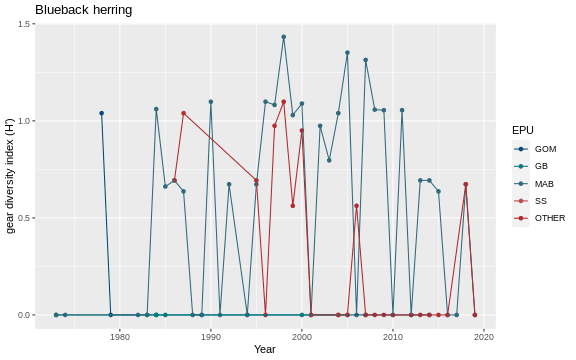 Blueback herring
1.5
1.0
0.5
0.0
gear diversity index (H')
1980
1990
2000
2010
2020
Year
EPU
GOM
GB
MAB
SS
OTHER